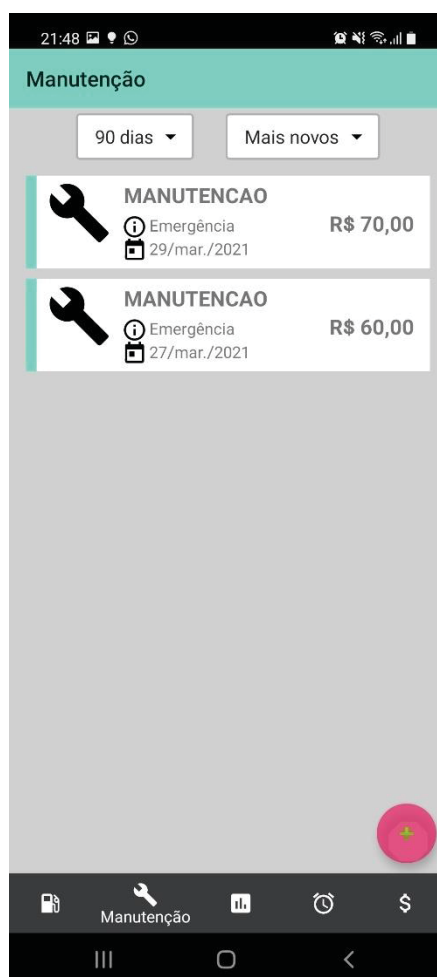 21:48
Manutenção
90 dias
Mais novos
MANUTENCAO
Emergência
R$ 70,00
29/mar./2021
MANUTENCAO
Emergência
R$ 60,00
27/mar./2021
Manutenção